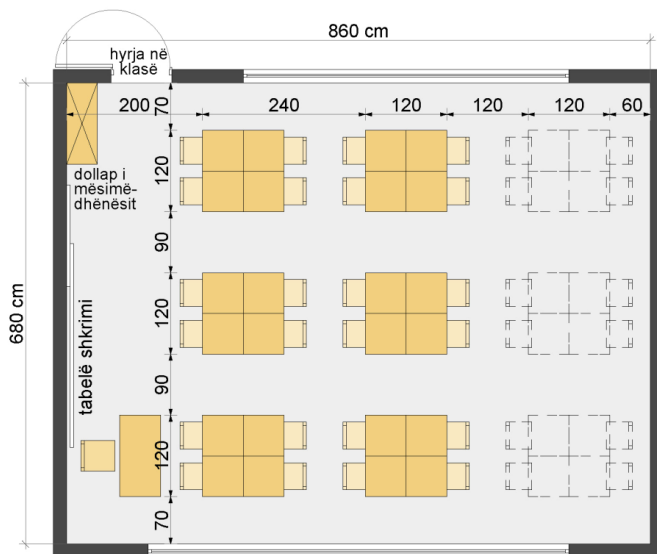 860 cm
hyrja në
klasë
200
240
120
120
120
60
70
120
90
120
90
120
70
dollap i
mësimë-
dhënësit
tabelë shkrimi
680 cm